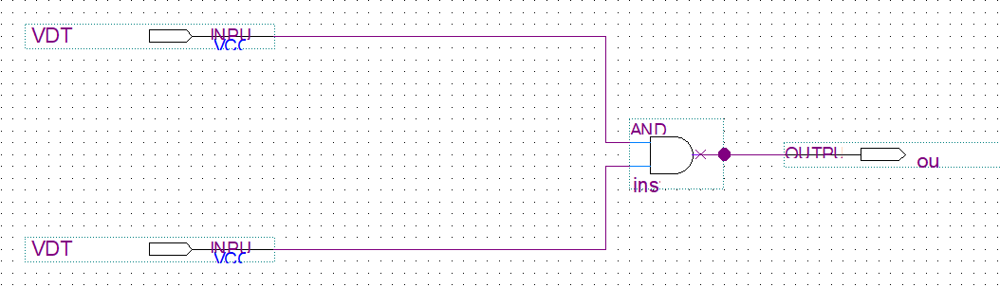 VDT
INPU
VCC
AND
OUTPU
ou
ins
VDT
INPU
VCC